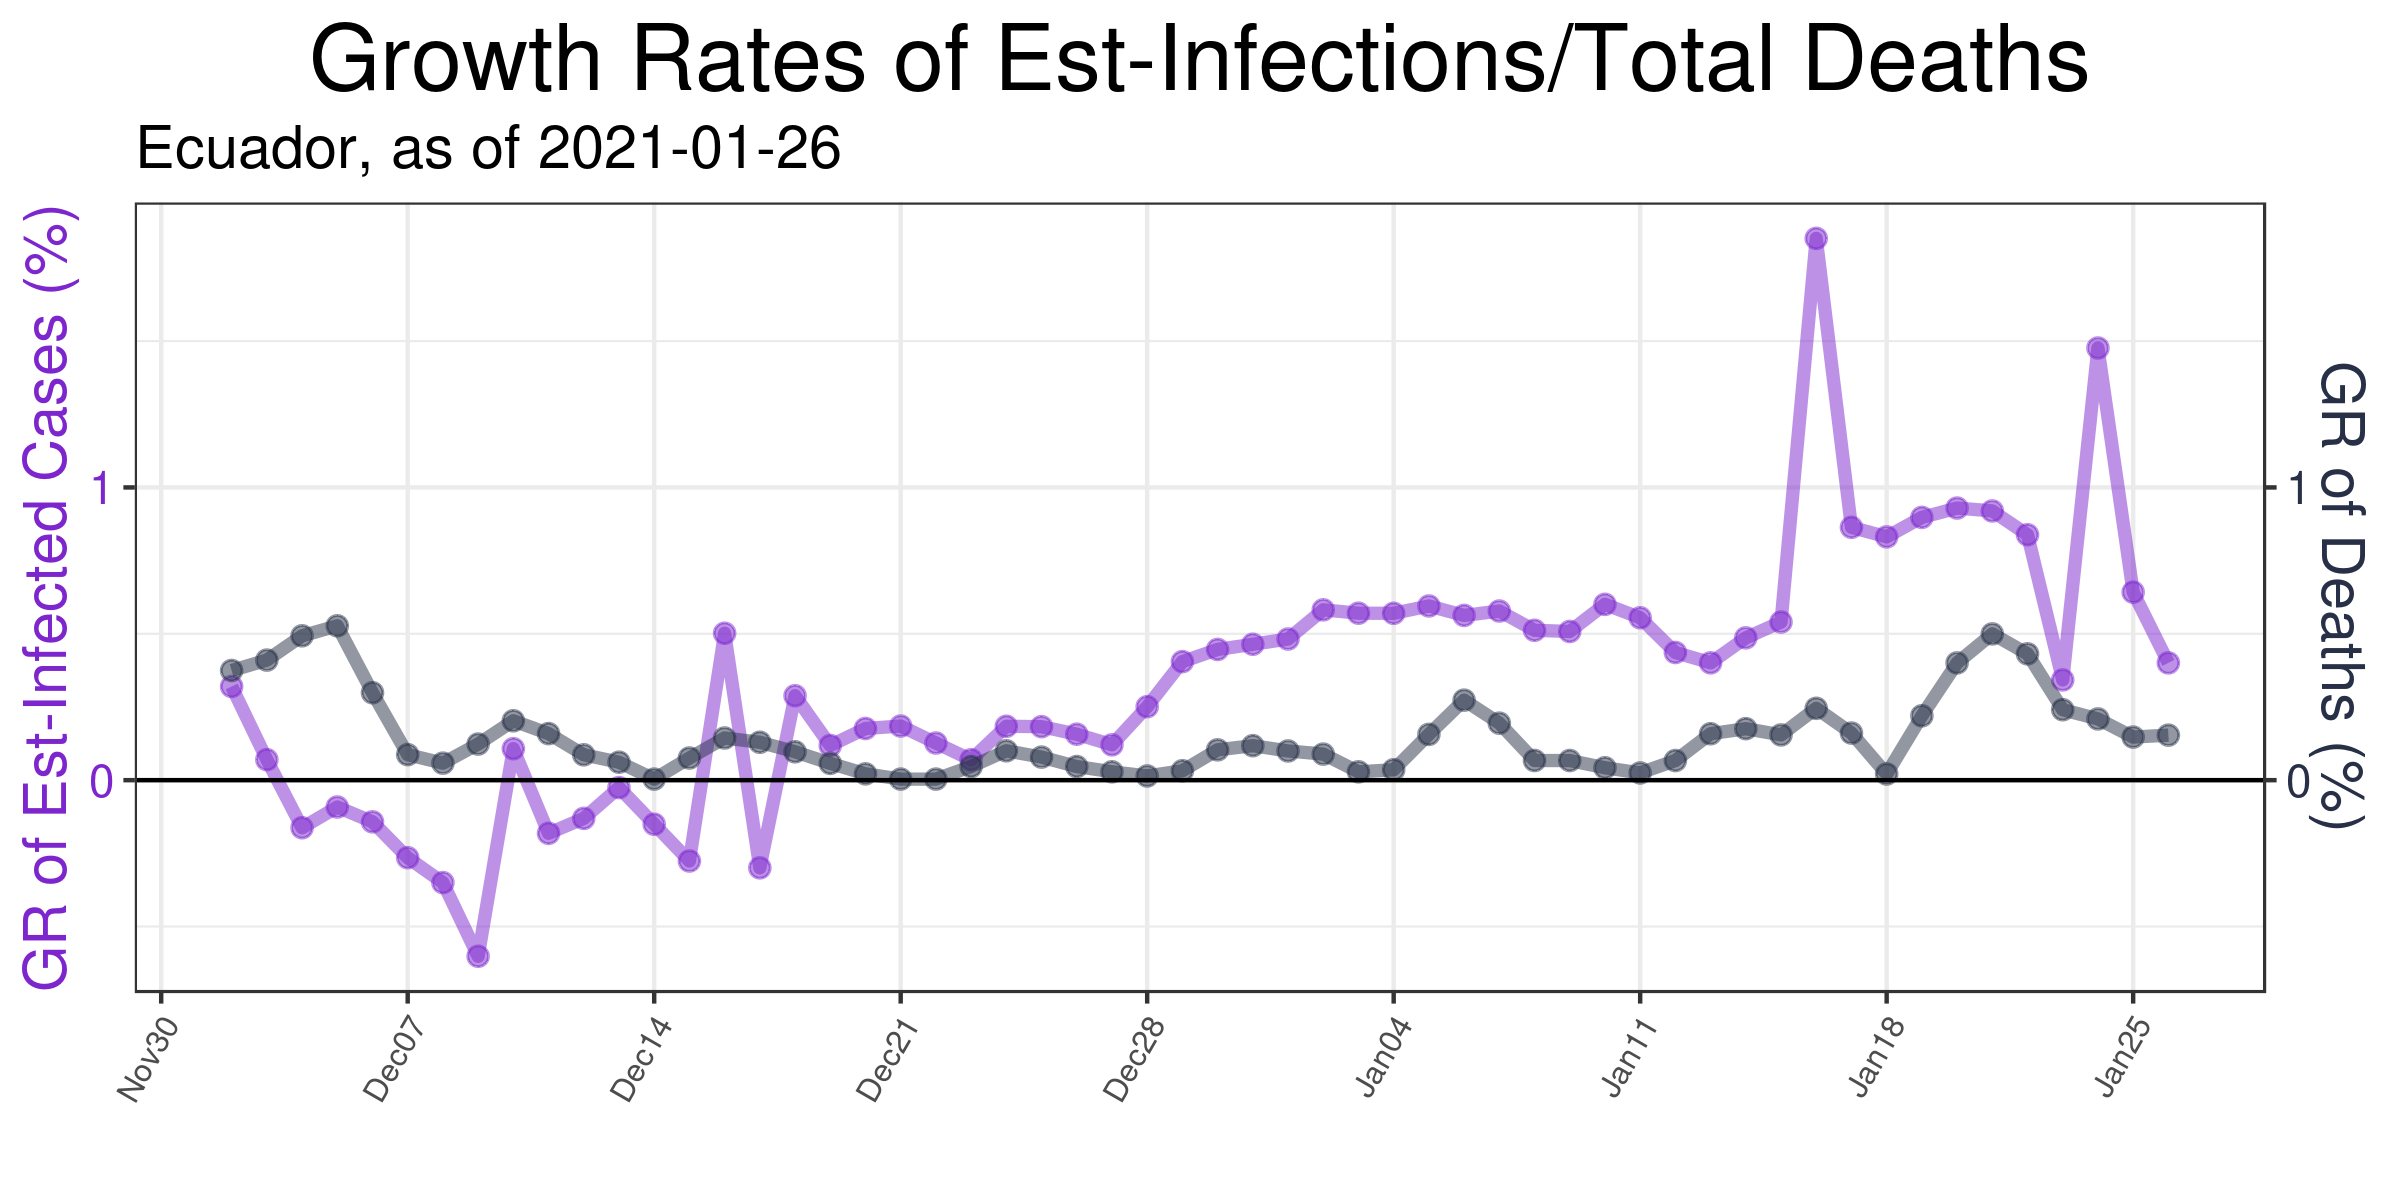 Growth Rates of Est-Infections/Total Deaths
Ecuador, as of 2021-01-26
GR of Est-Infected Cases (%)
1
0
1
0
GR of Deaths (%)
Nov30
Dec07
Dec14
Dec21
Dec28
Jan04
Jan11
Jan18
Jan25